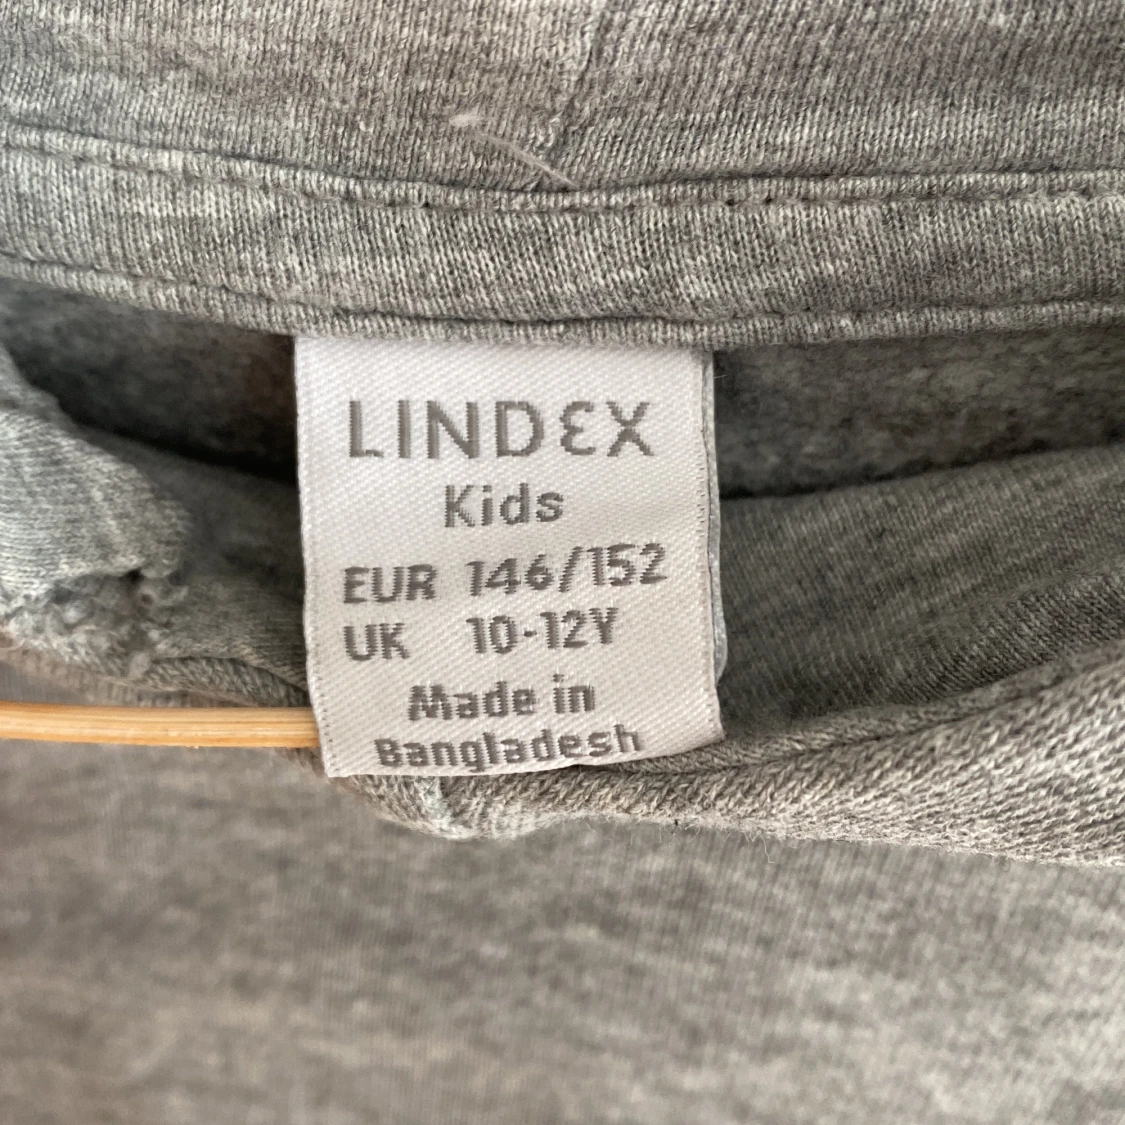 LINDEX
Kids
EUR 146/152
UK 10-12Y
Made in
Bangladesh